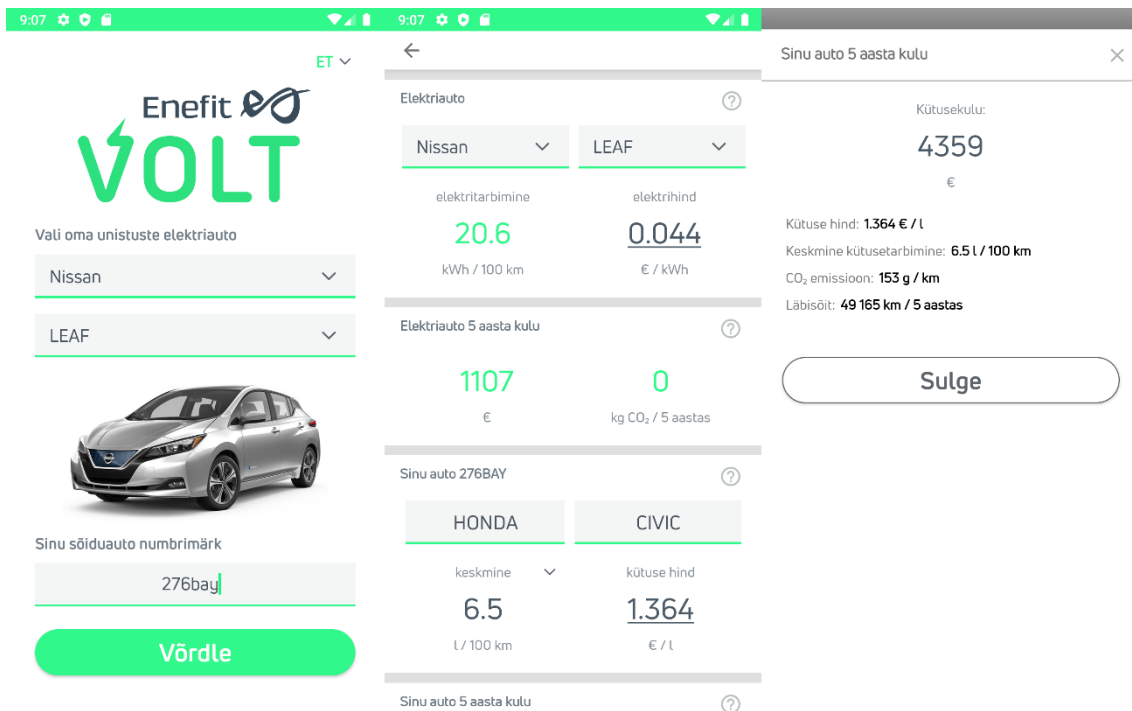 9:07
ET
Enefit
VOLT
Vali oma unistuste elektriauto
Nissan
LEAF
Sinu sõiduauto numbrimärk
276bay
Võrdle
9:07
Elektriauto
Nissan
LEAF
elektritarbimine
elektrihind
20.6
0.044
kWh / 100 km
€ / kWh
Elektriauto 5 aasta kulu
1107
0
€
kg CO₂ / 5 aastas
Sinu auto 276BAY
HONDA
CIVIC
keskmine
kütuse hind
6.5
1.364
l / 100 km
€ / l
Sinu auto 5 aasta kulu
Sinu auto 5 aasta kulu
Kütusekulu:
4359
€
Kütuse hind: 1.364 € / l
Keskmine kütusetarbimine: 6.5 l / 100 km
CO₂ emissioon: 153 g / km
Läbisõit: 49 165 km / 5 aastas
Sulge